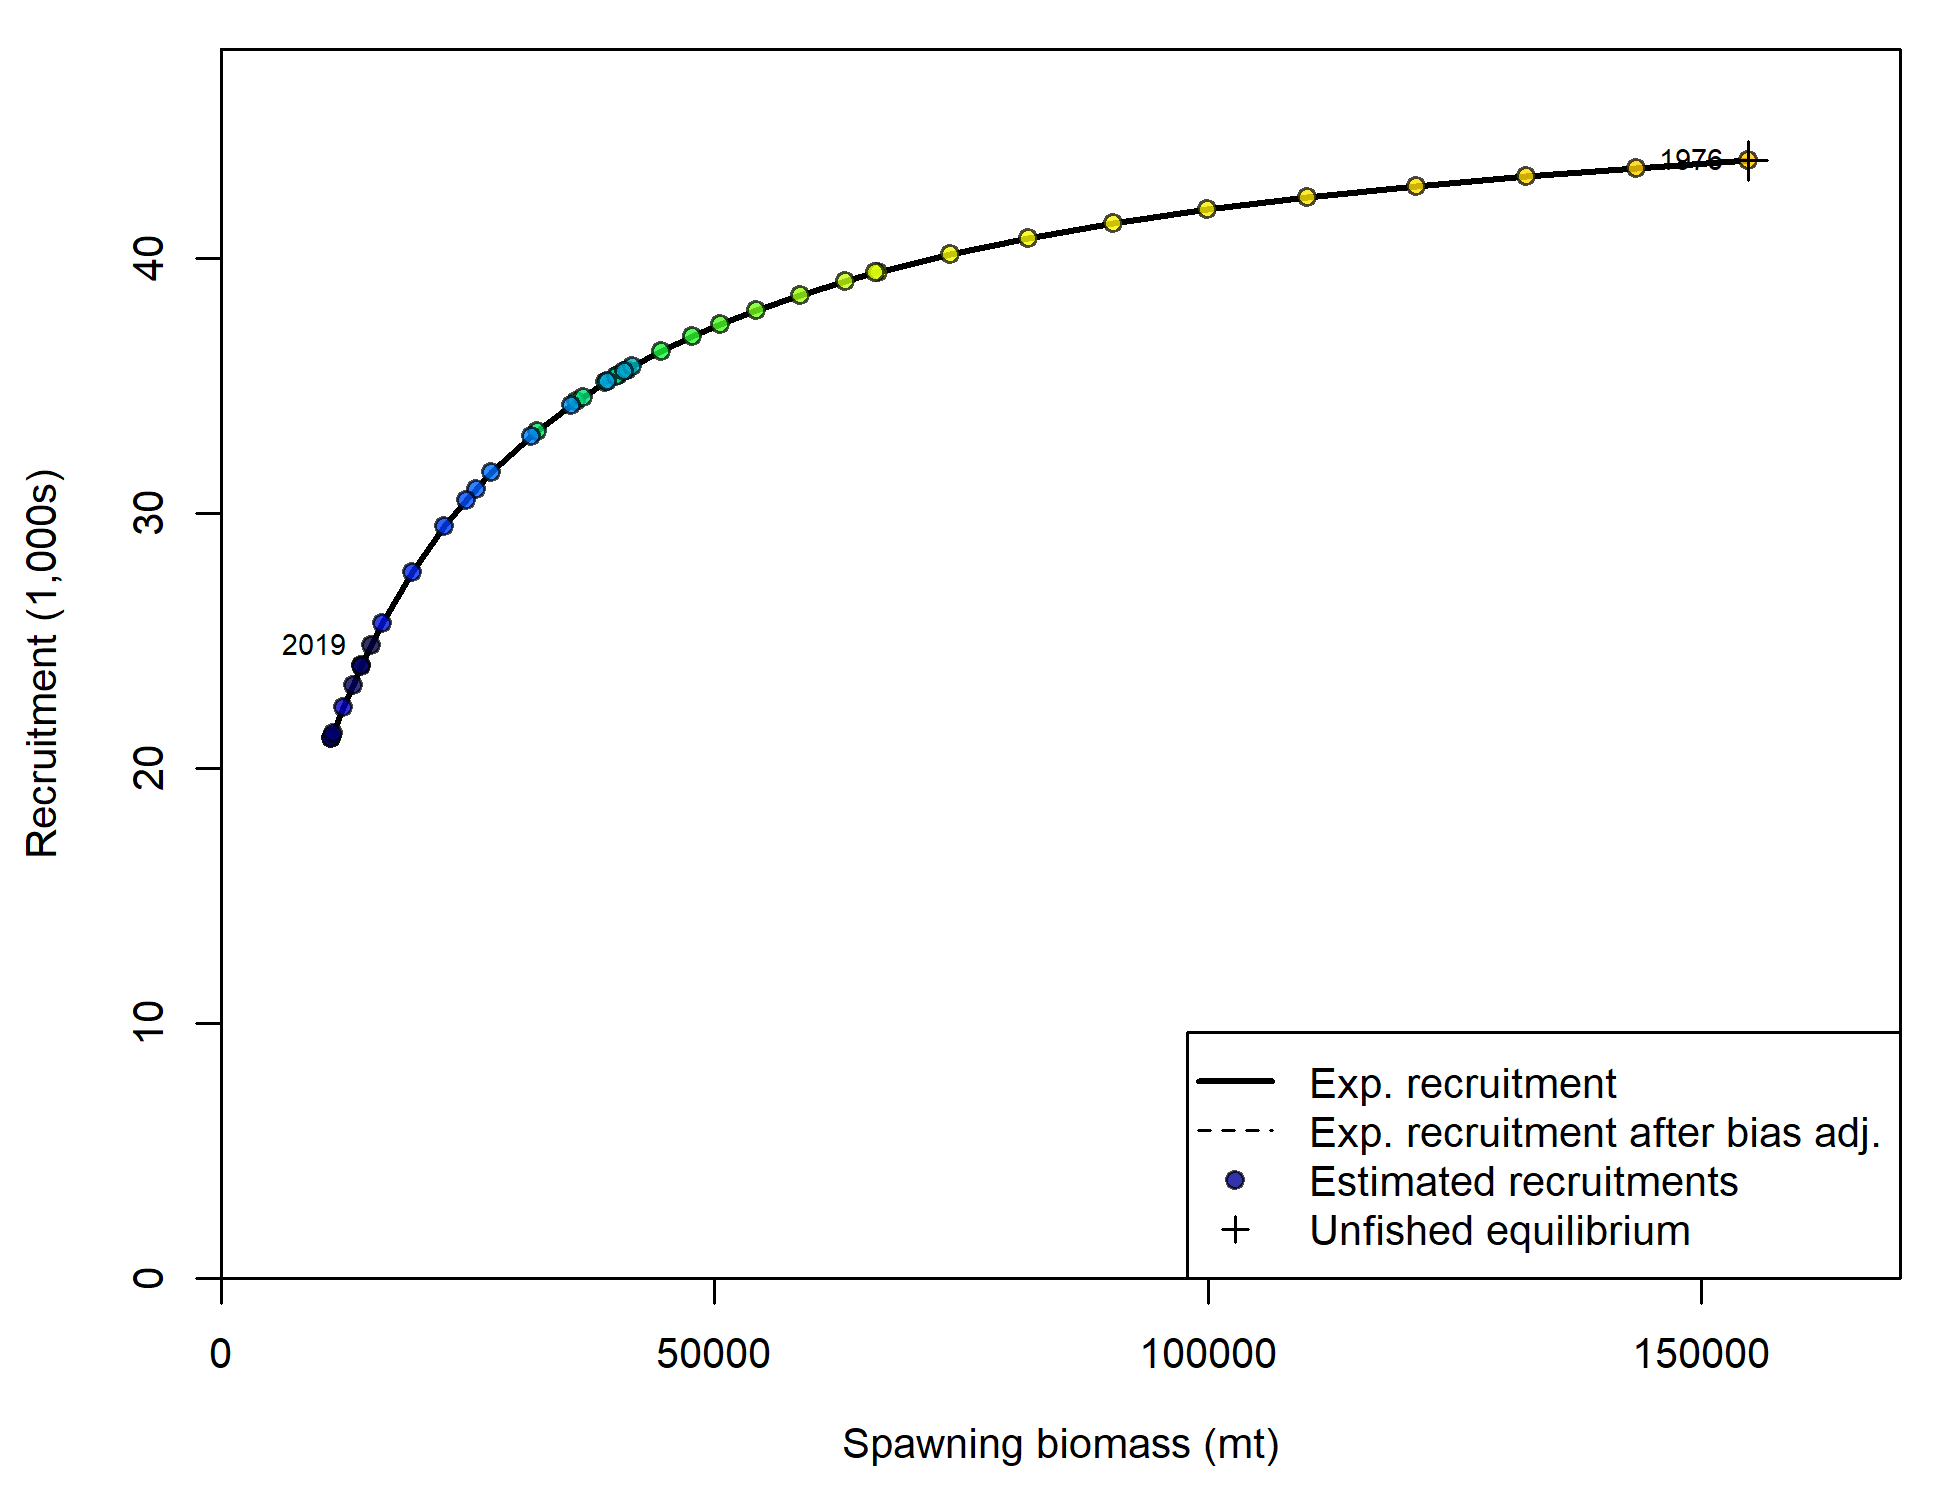 Recruitment (1,000s)
40
30
20
10
0
1976
2019
Exp. recruitment
Exp. recruitment after bias adj.
Estimated recruitments
Unfished equilibrium
0 50000 100000 150000
Spawning biomass (mt)